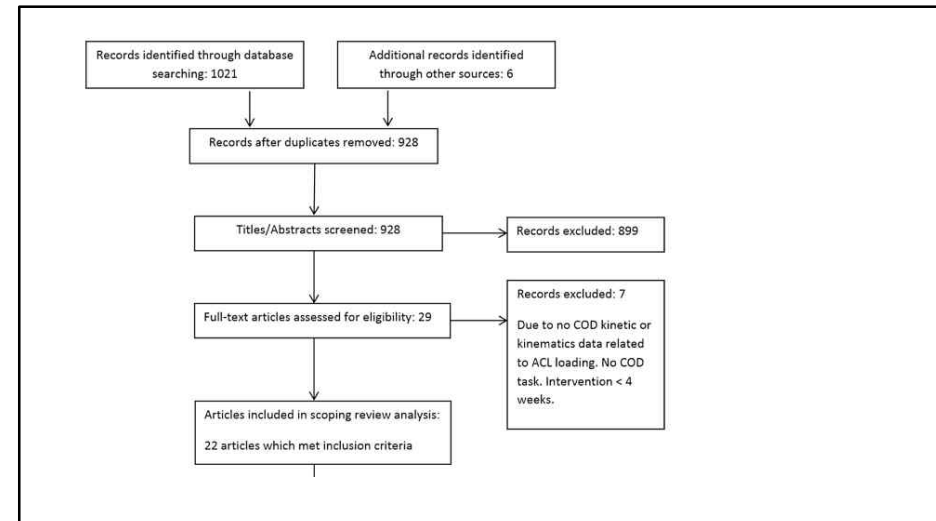 Records identified through database
searching: 1021
Additional records identified
through other sources: 6
Records after duplicates removed: 928
Titles/Abstracts screened: 928
Records excluded: 899
Full-text articles assessed for eligibility: 29
Records excluded: 7
Due to no COD kinetic or
kinematics data related
to ACL loading. No COD
task. Intervention < 4
weeks.
Articles included in scoping review analysis:
22 articles which met inclusion criteria